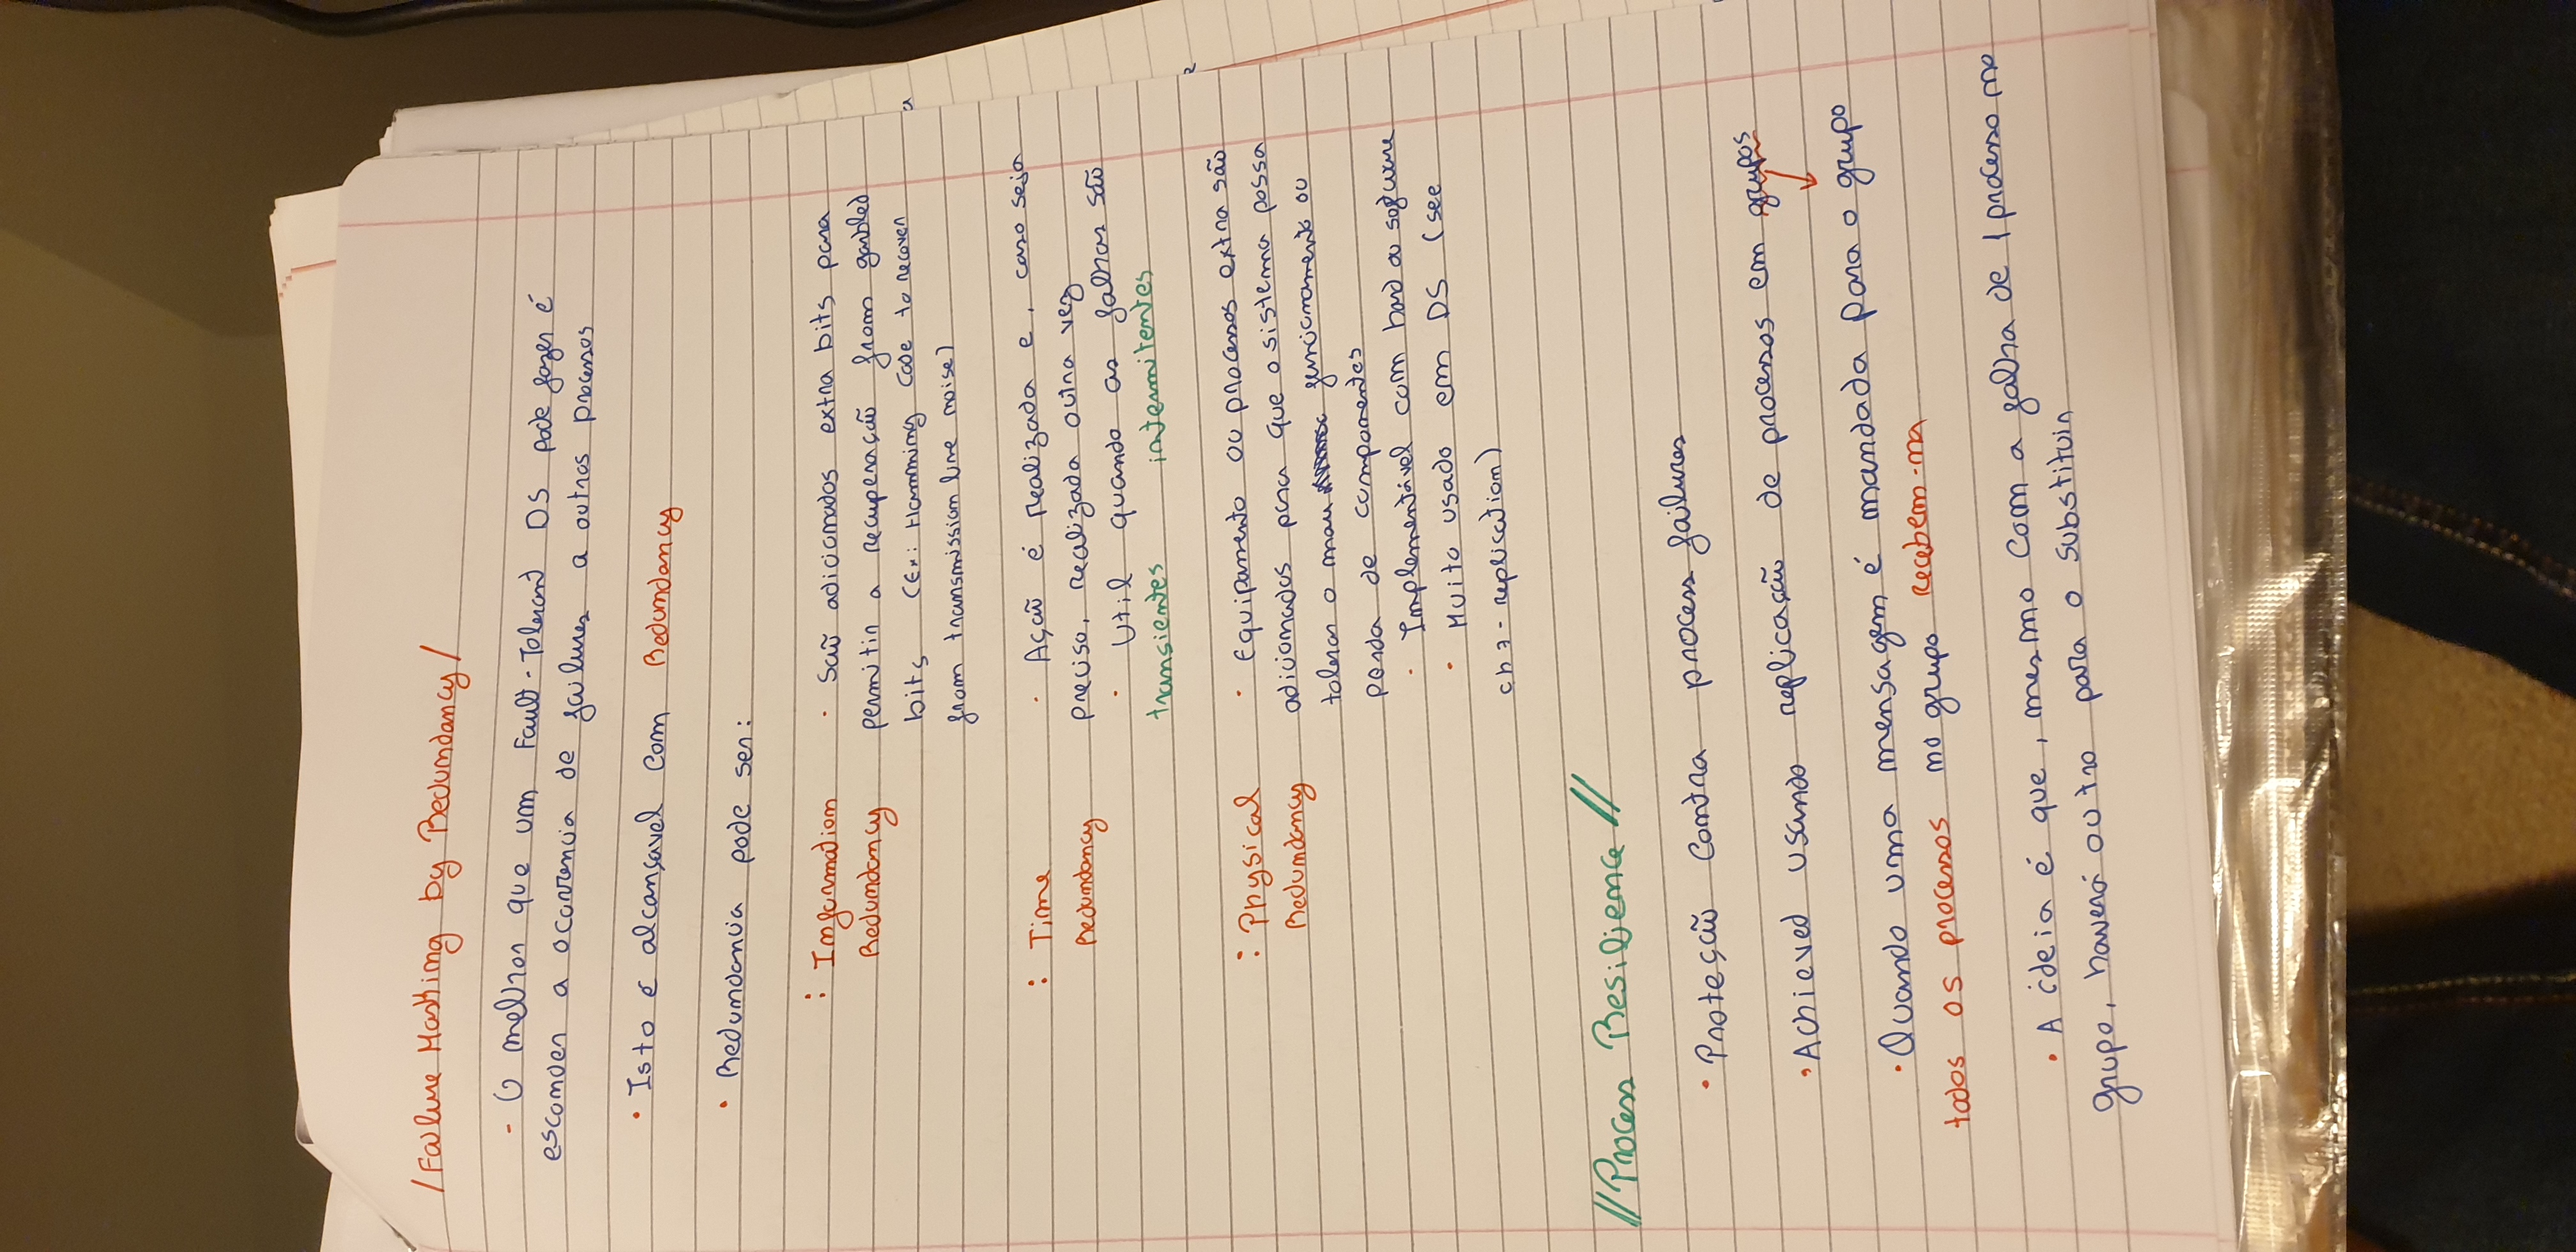 /Failure Masking by Redundancy/
- O melhor que um Fault-Tolerant DS pode fazer é
esconder a ocorrencia de failures a outros processos
• Isto é alcançavel com Redundancy
• Redundancia pode ser:
: Information
Redundancy
• São adicionados extra bits para
permitir a recuperação from garbled
bits (Ex: Hamming Code to recover
from transmission line noise)
: Time
Redundancy
• Ação é realizada e, caso seja
preciso, realizada outra vez
• Util quando as falhas são
transientes intermitentes
: Physical
Redundancy
• Equipamento ou processos extra são
adicionados para que o sistema possa
tolerar o mau funcionamento ou
perda de componentes
• Implementável com hard ou software
• Muito usado em DS (see
ch 7 - replication)
//Process Resilience//
• Proteção contra process failures
• Achieved usando replicação de processos em grupos
• Quando uma mensagem é mandada para o grupo
todos os processos no grupo recebem-na
• A ideia é que, mesmo com a falha de 1 processo no
grupo, haverá outro para o substituir